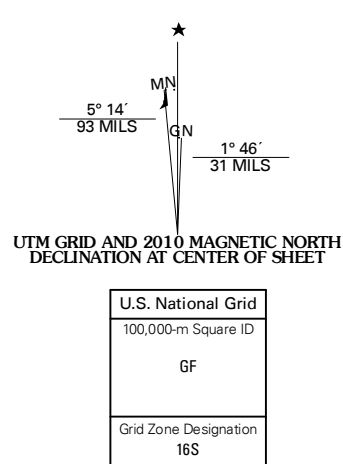 ★
MN
5° 14´
93 MILS
GN
1° 46´
31 MILS
UTM GRID AND 2010 MAGNETIC NORTH
DECLINATION AT CENTER OF SHEET
U.S. National Grid
100,000-m Square ID
GF
Grid Zone Designation
16S